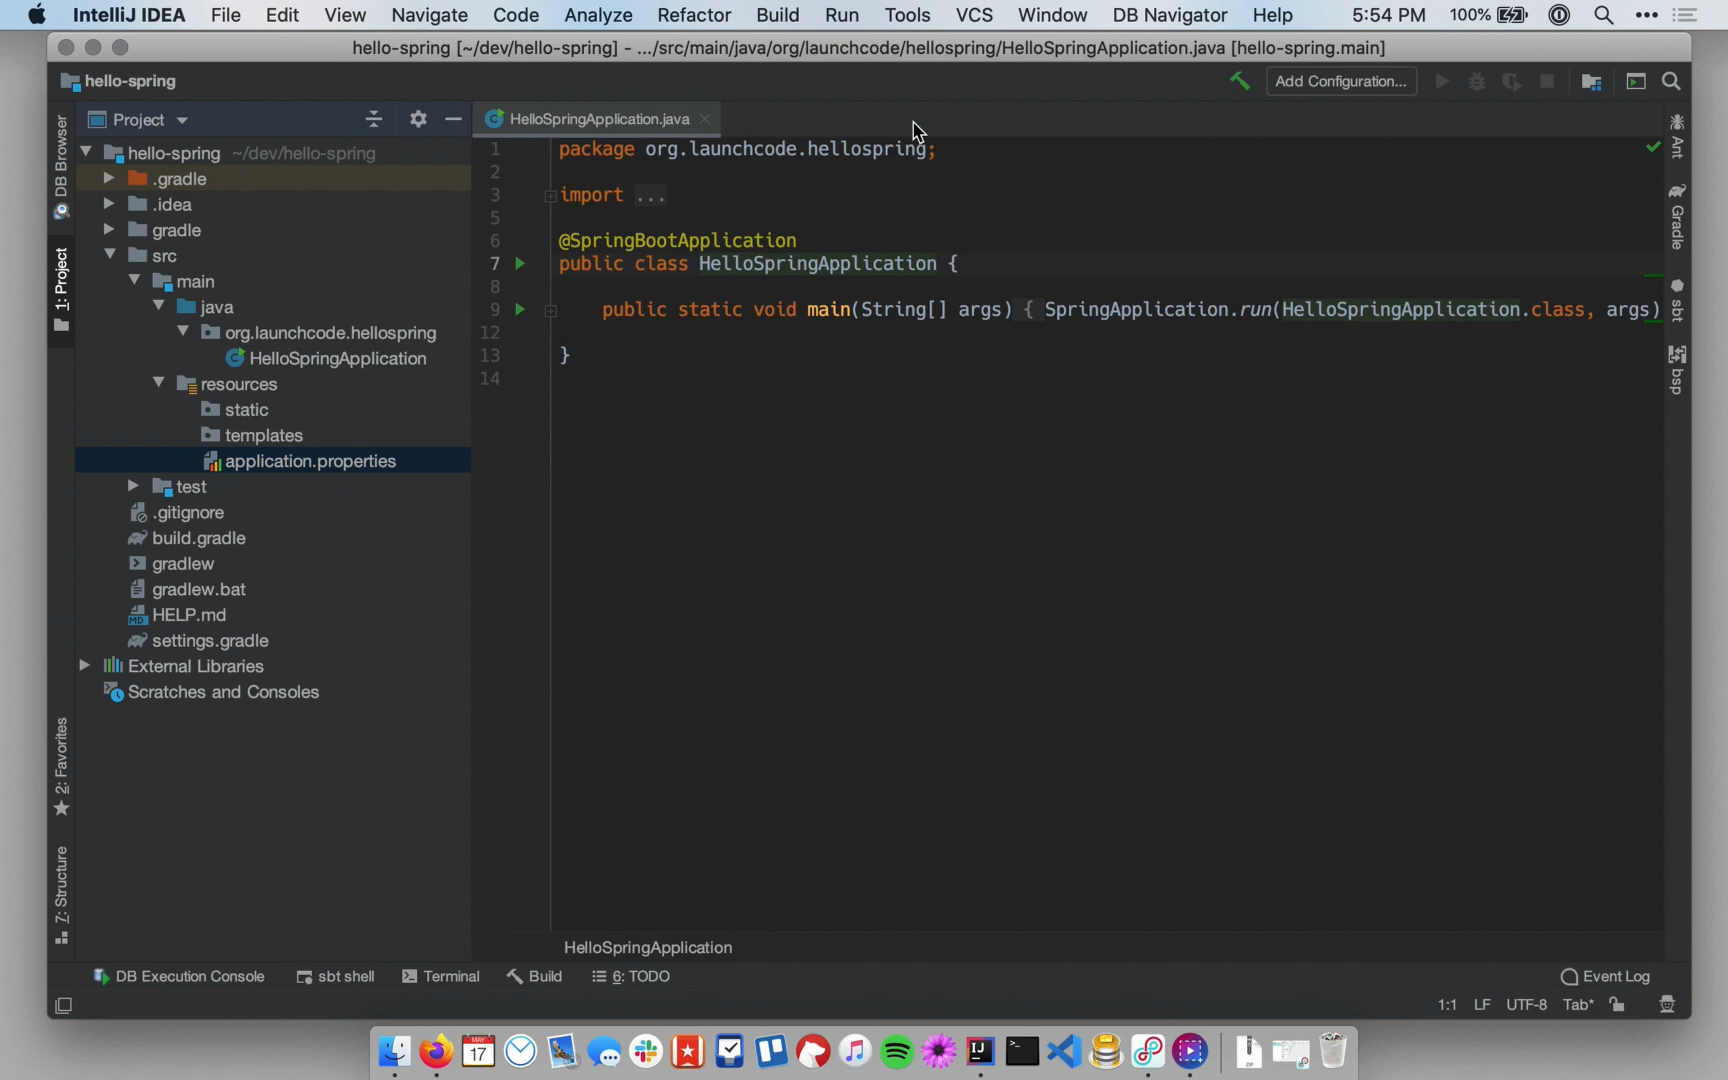 IntelliJ IDEA File Edit View Navigate Code Analyze Refactor Build Run Tools VCS Window DB Navigator Help 5:54 PM 100%
hello-spring [~/dev/hello-spring] - .../src/main/java/org/launchcode/hellospring/HelloSpringApplication.java [hello-spring.main]
hello-spring Add Configuration...
Project HelloSpringApplication.java
DB Browser
1: Project
2: Favorites
7: Structure
hello-spring ~/dev/hello-spring
.gradle
.idea
gradle
src
main
java
org.launchcode.hellospring
HelloSpringApplication
resources
static
templates
application.properties
test
.gitignore
build.gradle
gradlew
gradlew.bat
HELP.md
settings.gradle
External Libraries
Scratches and Consoles
1 package org.launchcode.hellospring;
2
3 import ...
5
6 @SpringBootApplication
7 public class HelloSpringApplication {
8
9 public static void main(String[] args) { SpringApplication.run(HelloSpringApplication.class, args)
12
13 }
14
Ant
Gradle
sbt
bsp
HelloSpringApplication
DB Execution Console sbt shell Terminal Build 6: TODO Event Log
1:1 LF UTF-8 Tab*
MAY
17
IJ
ZIP